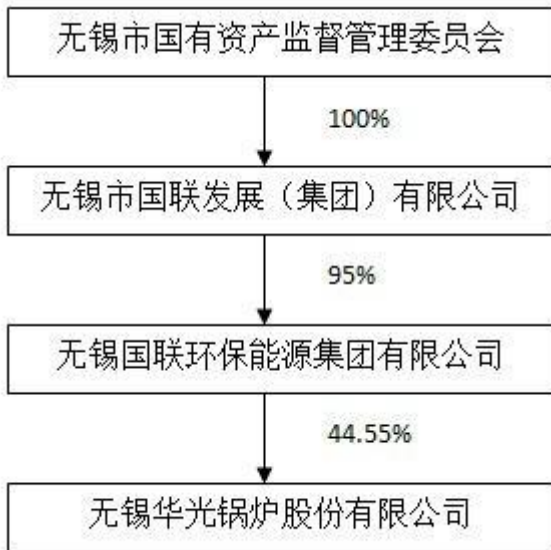 无锡市国有资产监督管理委员会
100%
无锡市国联发展（集团）有限公司
95%
无锡国联环保能源集团有限公司
44.55%
无锡华光锅炉股份有限公司